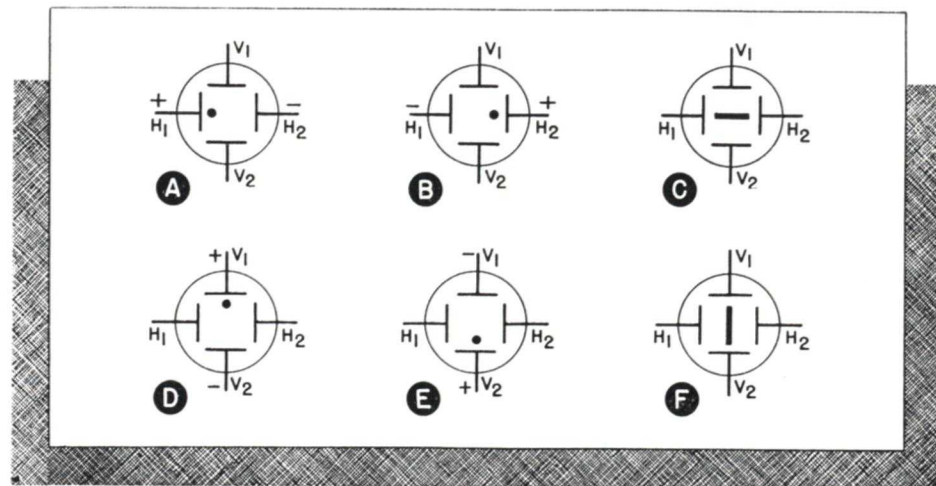 V1 V1 V1
+ - - +
H1 H2 H1 H2 H1 H2
V2 V2 V2
A B C
+ V1 - V1 V1
H1 H2 H1 H2 H1 H2
- V2 + V2 V2
D E F